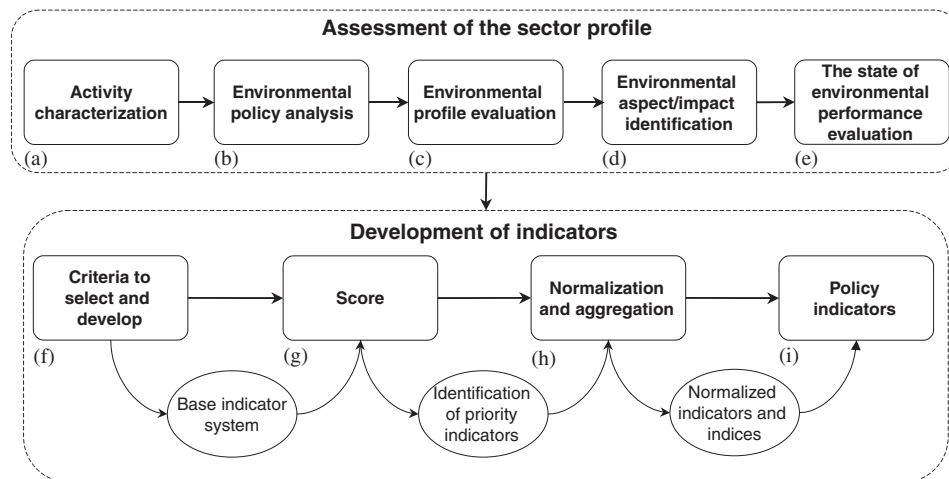 Assessment of the sector profile
Activity
characterization
(a)
Environmental
policy analysis
(b)
Environmental
profile evaluation
(c)
Environmental
aspect/impact
identification
(d)
The state of
environmental
performance
evaluation
(e)
Development of indicators
Criteria to
select and
develop
(f)
Score
(g)
Normalization
and aggregation
(h)
Policy
indicators
(i)
Base indicator
system
Identification
of priority
indicators
Normalized
indicators and
indices